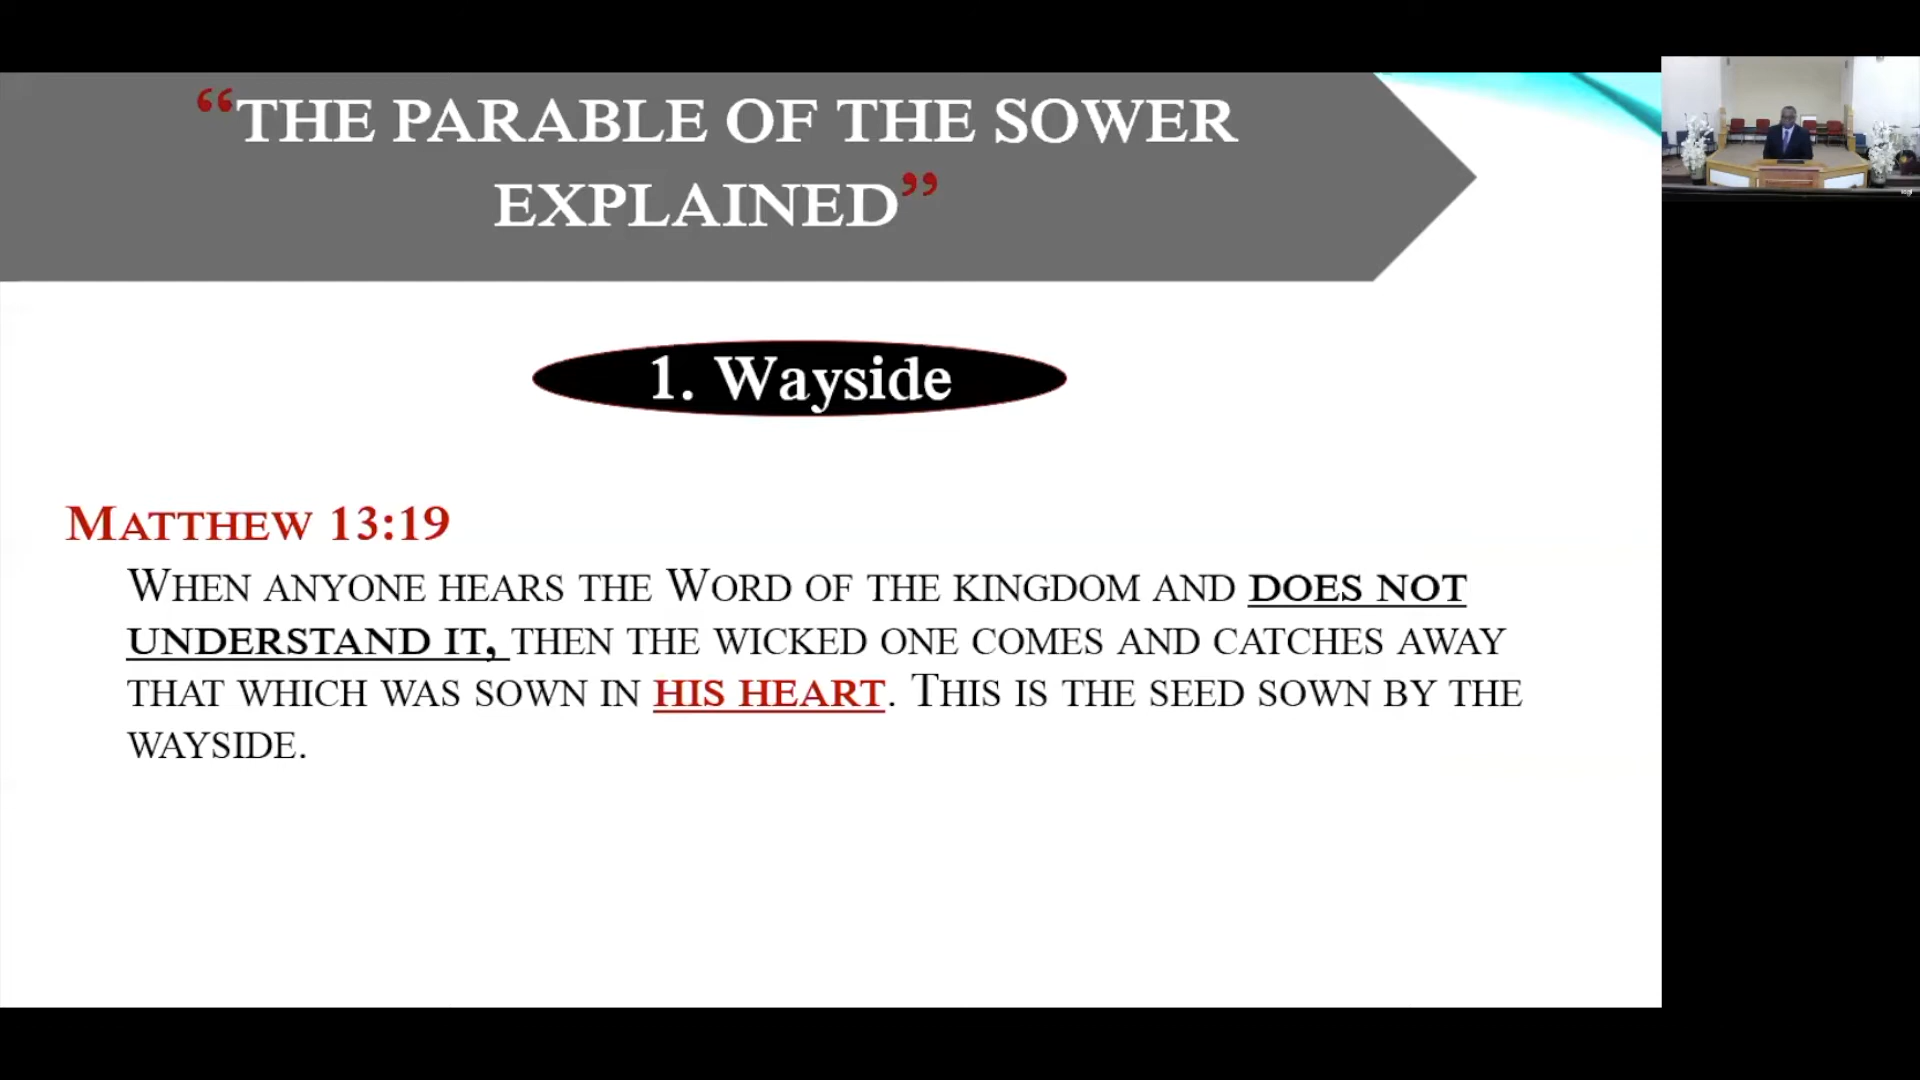 “THE PARABLE OF THE SOWER
EXPLAINED”
1. Wayside
MATTHEW 13:19
WHEN ANYONE HEARS THE WORD OF THE KINGDOM AND DOES NOT
UNDERSTAND IT, THEN THE WICKED ONE COMES AND CATCHES AWAY
THAT WHICH WAS SOWN IN HIS HEART. THIS IS THE SEED SOWN BY THE
WAYSIDE.